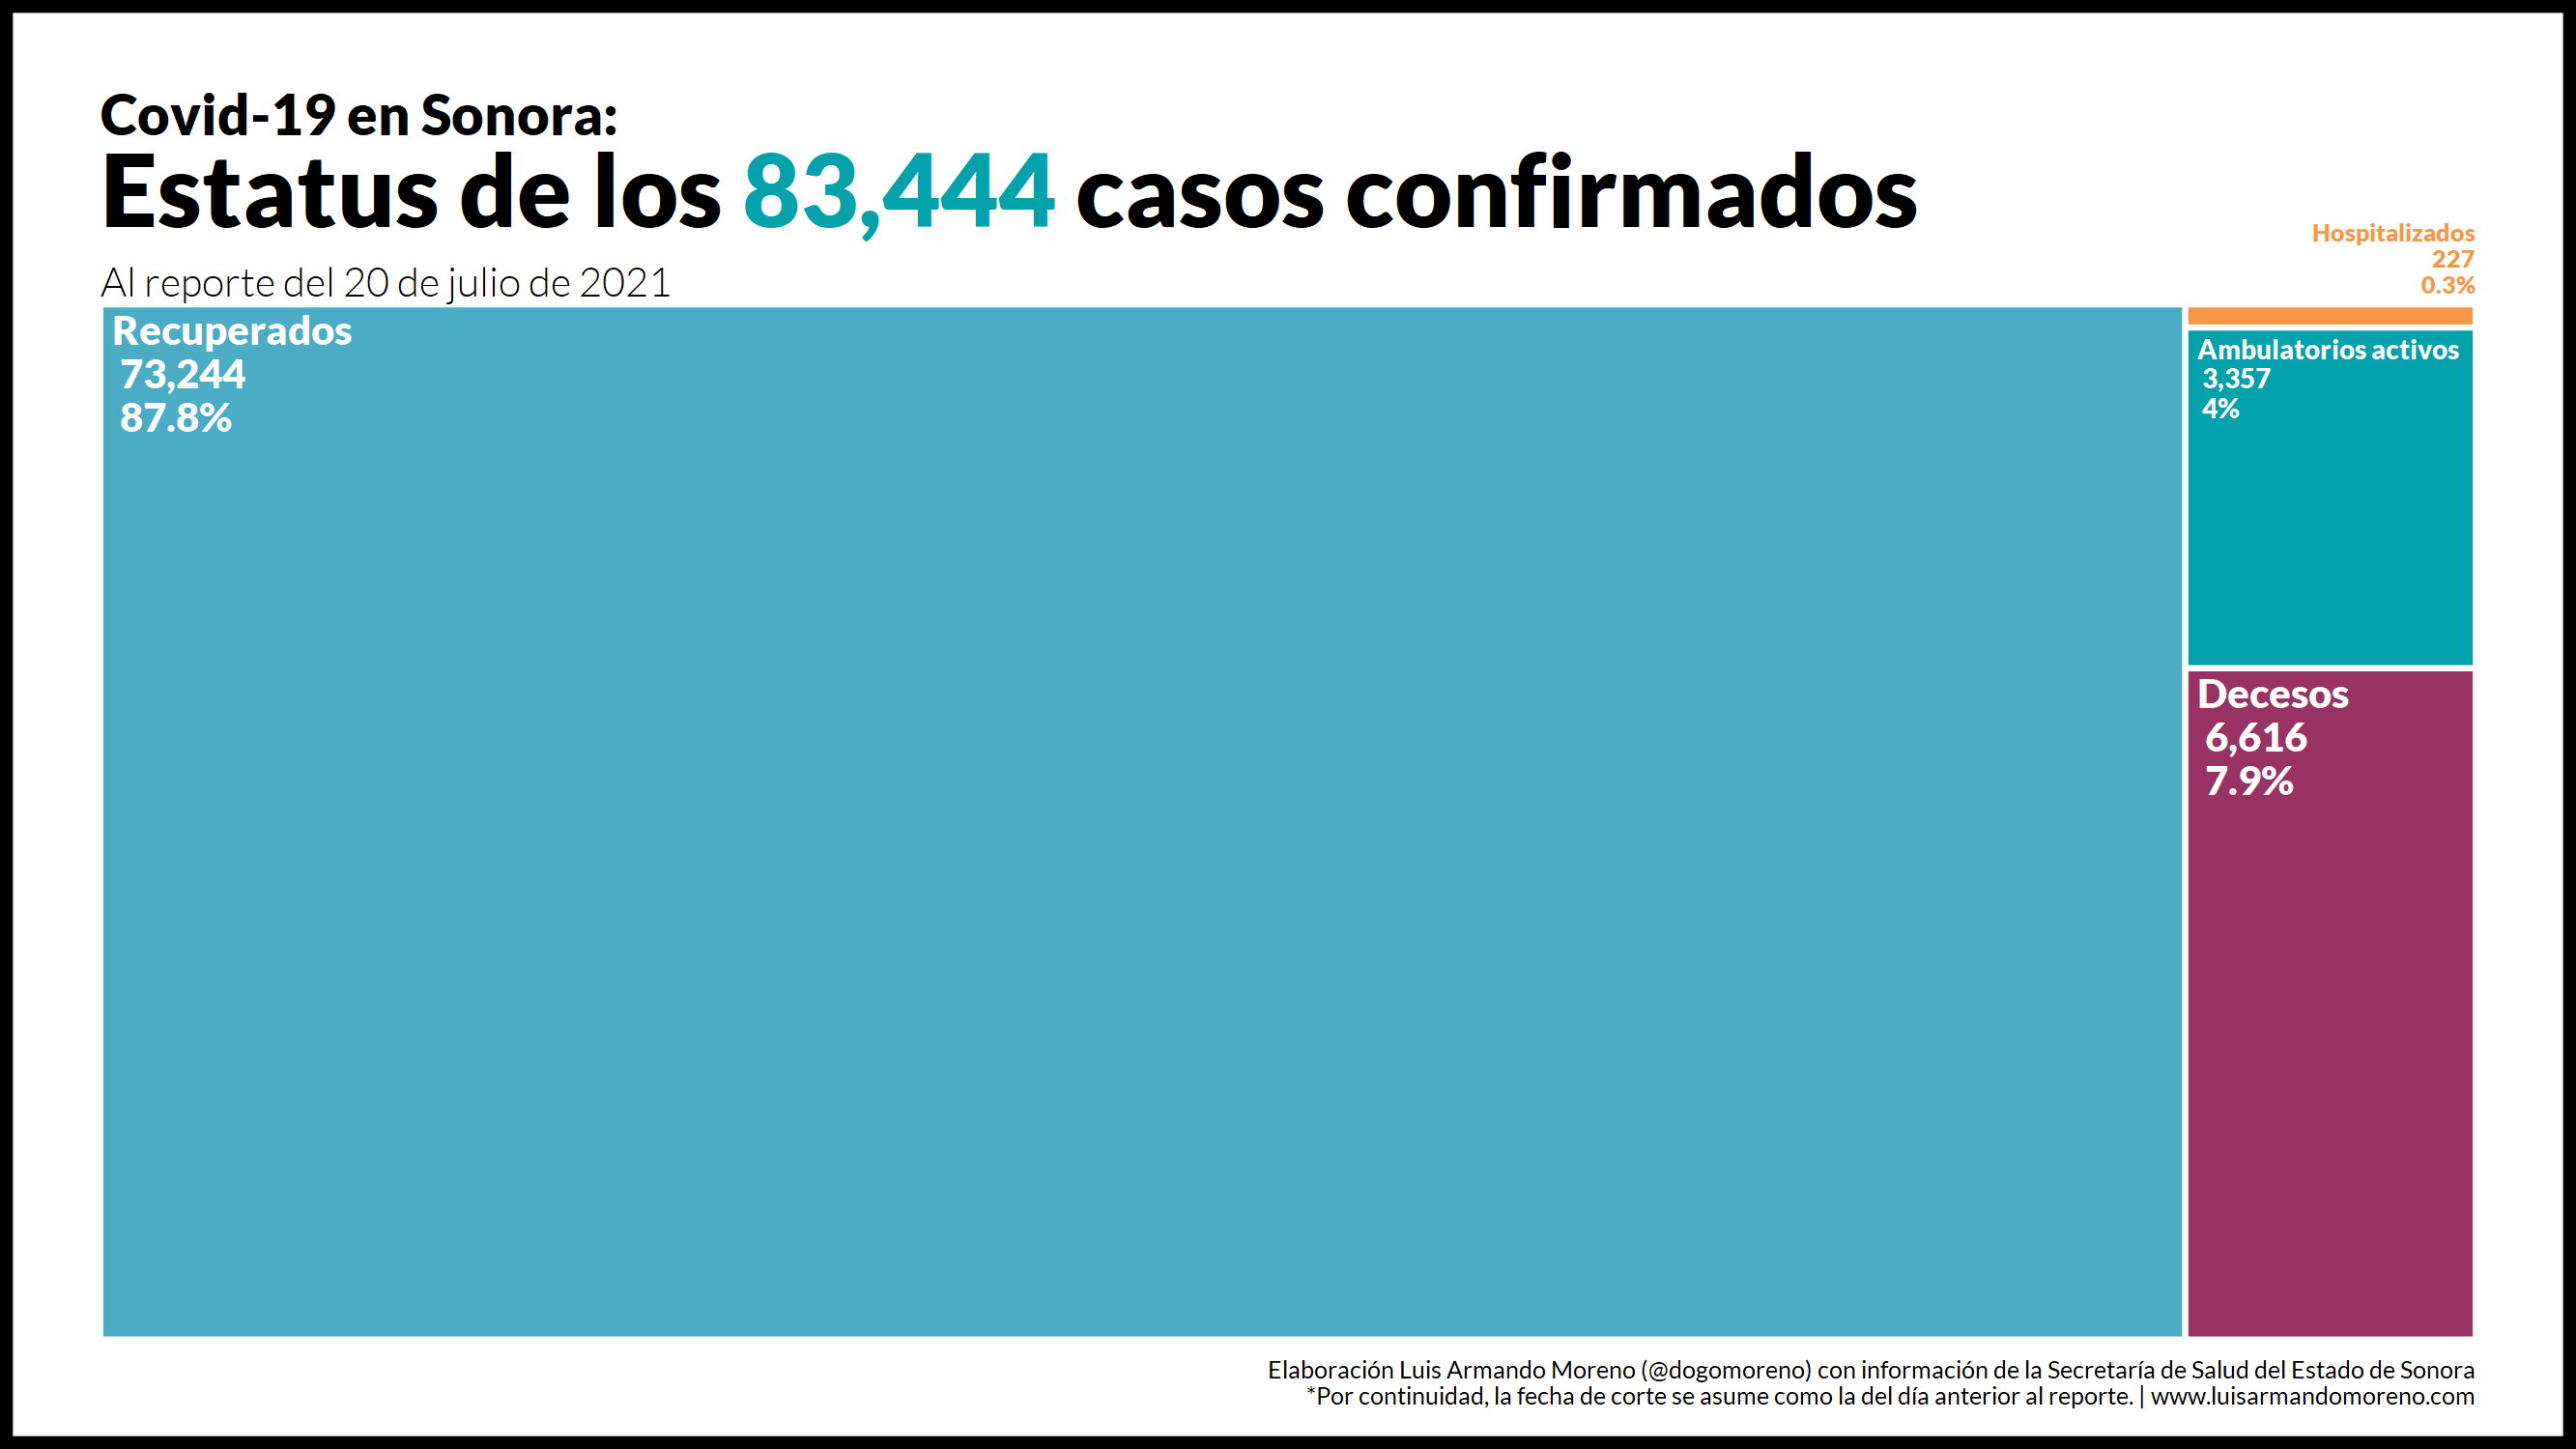 Covid-19 en Sonora:
Estatus de los 83,444 casos confirmados
Al reporte del 20 de julio de 2021
Hospitalizados
227
0.3%
Recuperados
73,244
87.8%
Ambulatorios activos
3,357
4%
Decesos
6,616
7.9%
Elaboración Luis Armando Moreno (@dogomoreno) con información de la Secretaría de Salud del Estado de Sonora
*Por continuidad, la fecha de corte se asume como la del día anterior al reporte. | www.luisarmandomoreno.com